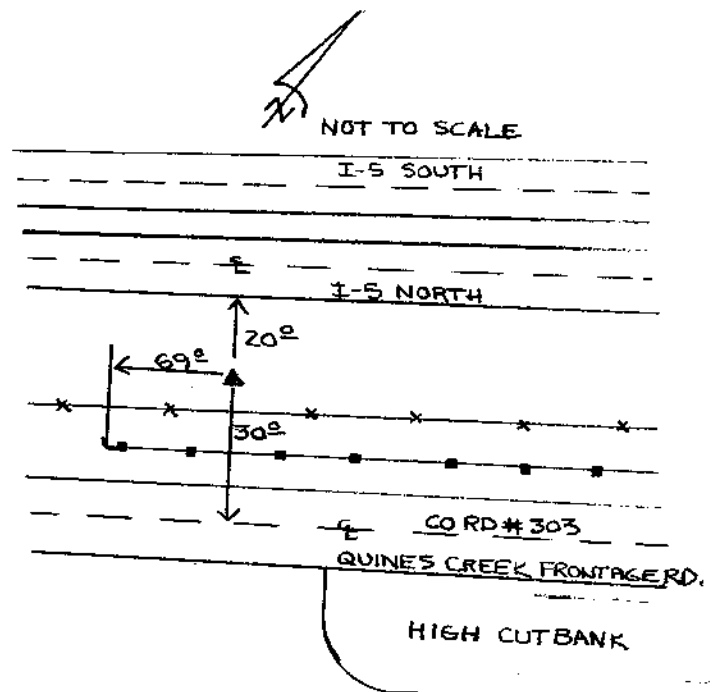 N
NOT TO SCALE
I-5 SOUTH
℄
I-5 NORTH
20º
69º
30º
℄ CO RD # 303
QUINES CREEK FRONTAGE RD.
HIGH CUTBANK